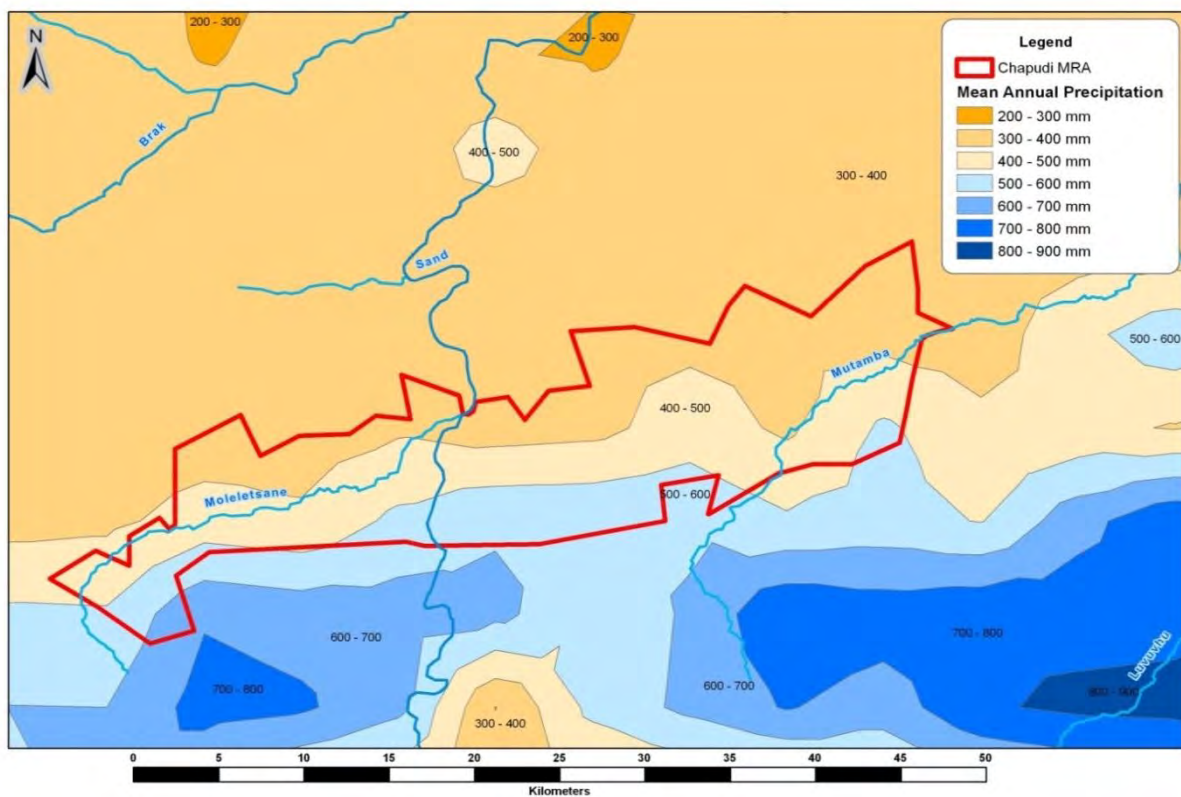 200 - 300
200 - 300
N
Brak
400 - 500
300 - 400
Sand
500 - 600
Mutamba
400 - 500
Moleletsane
500 - 600
600 - 700
700 - 800
700 - 800
600 - 700
800 - 900
Luvuvhu
300 - 400
Legend
Chapudi MRA
Mean Annual Precipitation
200 - 300 mm
300 - 400 mm
400 - 500 mm
500 - 600 mm
600 - 700 mm
700 - 800 mm
800 - 900 mm
0 5 10 15 20 25 30 35 40 45 50
Kilometers